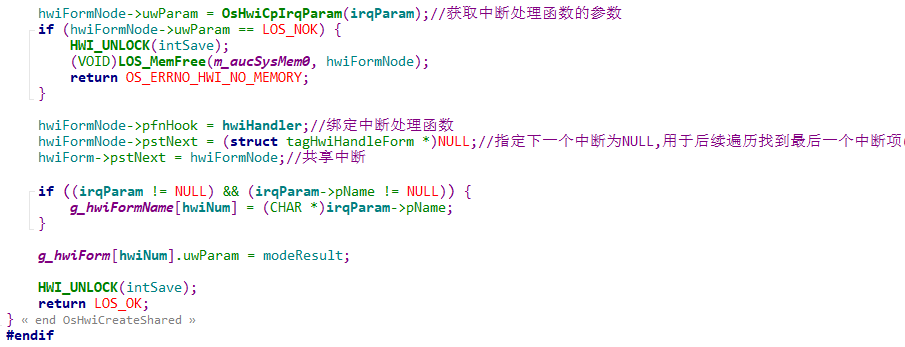 hwiFormNode->uwParam = OsHwiCpIrqParam(irqParam);//获取中断处理函数的参数
if (hwiFormNode->uwParam == LOS_NOK) {
HWI_UNLOCK(intSave);
(VOID)LOS_MemFree(m_aucSysMem0, hwiFormNode);
return OS_ERRNO_HWI_NO_MEMORY;
}
hwiFormNode->pfnHook = hwiHandler;//绑定中断处理函数
hwiFormNode->pstNext = (struct tagHwiHandleForm *)NULL;//指定下一个中断为NULL,用于后续遍历找到最后一个中断项(
hwiForm->pstNext = hwiFormNode;//共享中断
if ((irqParam != NULL) && (irqParam->pName != NULL)) {
g_hwiFormName[hwiNum] = (CHAR *)irqParam->pName;
}
g_hwiForm[hwiNum].uwParam = modeResult;
HWI_UNLOCK(intSave);
return LOS_OK;
} « end OsHwiCreateShared »
#endif